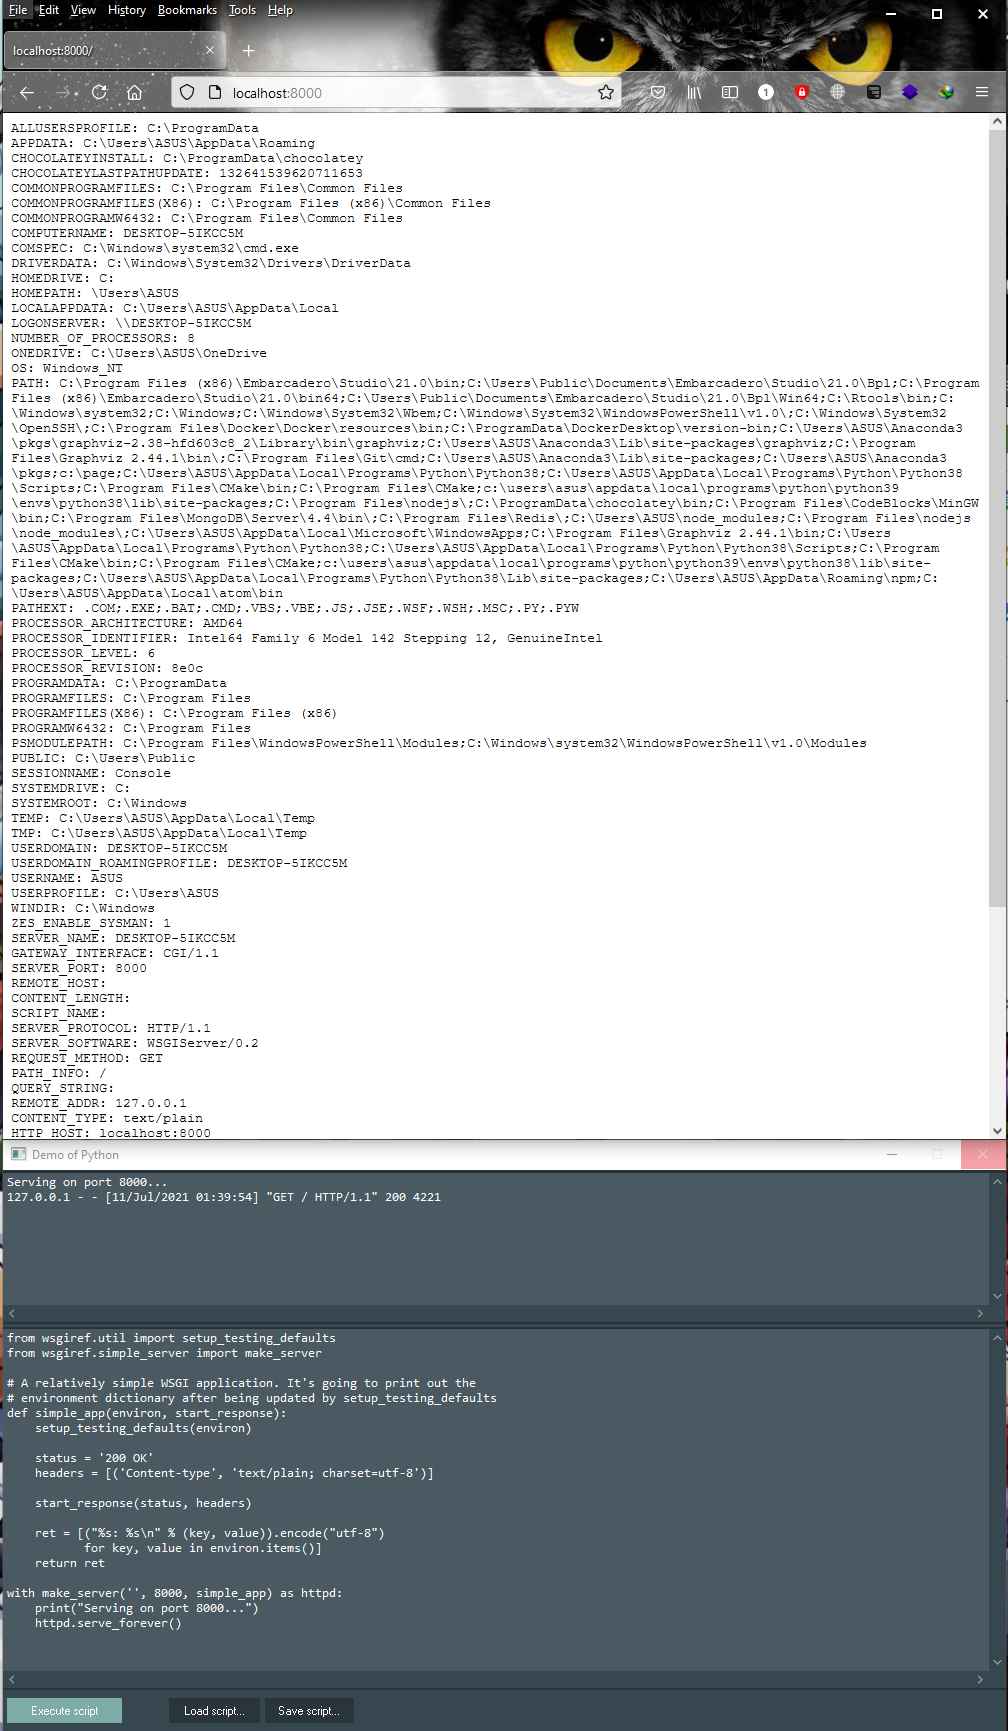 File Edit View History Bookmarks Tools Help
localhost:8000/
localhost:8000
1
ALLUSERSPROFILE: C:\ProgramData
APPDATA: C:\Users\ASUS\AppData\Roaming
CHOCOLATEYINSTALL: C:\ProgramData\chocolatey
CHOCOLATEYLASTPATHUPDATE: 132641539620711653
COMMONPROGRAMFILES: C:\Program Files\Common Files
COMMONPROGRAMFILES(X86): C:\Program Files (x86)\Common Files
COMMONPROGRAMW6432: C:\Program Files\Common Files
COMPUTERNAME: DESKTOP-5IKCC5M
COMSPEC: C:\Windows\system32\cmd.exe
DRIVERDATA: C:\Windows\System32\Drivers\DriverData
HOMEDRIVE: C:
HOMEPATH: \Users\ASUS
LOCALAPPDATA: C:\Users\ASUS\AppData\Local
LOGONSERVER: \\DESKTOP-5IKCC5M
NUMBER_OF_PROCESSORS: 8
ONEDRIVE: C:\Users\ASUS\OneDrive
OS: Windows_NT
PATH: C:\Program Files (x86)\Embarcadero\Studio\21.0\bin;C:\Users\Public\Documents\Embarcadero\Studio\21.0\Bpl;C:\Program
Files (x86)\Embarcadero\Studio\21.0\bin64;C:\Users\Public\Documents\Embarcadero\Studio\21.0\Bpl\Win64;C:\Rtools\bin;C:
\Windows\system32;C:\Windows;C:\Windows\System32\Wbem;C:\Windows\System32\WindowsPowerShell\v1.0\;C:\Windows\System32
\OpenSSH\;C:\Program Files\Docker\Docker\resources\bin;C:\ProgramData\DockerDesktop\version-bin;C:\Users\ASUS\Anaconda3
\pkgs\graphviz-2.38-hfd603c8_2\Library\bin\graphviz;C:\Users\ASUS\Anaconda3\Lib\site-packages\graphviz;C:\Program
Files\Graphviz 2.44.1\bin\;C:\Program Files\Git\cmd;C:\Users\ASUS\Anaconda3\Lib\site-packages;C:\Users\ASUS\Anaconda3
\pkgs;c:\page;C:\Users\ASUS\AppData\Local\Programs\Python\Python38;C:\Users\ASUS\AppData\Local\Programs\Python\Python38
\Scripts;C:\Program Files\CMake\bin;C:\Program Files\CMake;c:\users\asus\appdata\local\programs\python\python39
\envs\python38\lib\site-packages;C:\Program Files\nodejs\;C:\ProgramData\chocolatey\bin;C:\Program Files\CodeBlocks\MinGW
\bin;C:\Program Files\MongoDB\Server\4.4\bin\;C:\Program Files\Redis\;C:\Users\ASUS\node_modules;C:\Program Files\nodejs
\node_modules\;C:\Users\ASUS\AppData\Local\Microsoft\WindowsApps;C:\Program Files\Graphviz 2.44.1\bin;C:\Users
\ASUS\AppData\Local\Programs\Python\Python38;C:\Users\ASUS\AppData\Local\Programs\Python\Python38\Scripts;C:\Program
Files\CMake\bin;C:\Program Files\CMake;c:\users\asus\appdata\local\programs\python\python39\envs\python38\lib\site-
packages;C:\Users\ASUS\AppData\Local\Programs\Python\Python38\Lib\site-packages;C:\Users\ASUS\AppData\Roaming\npm;C:
\Users\ASUS\AppData\Local\atom\bin
PATHEXT: .COM;.EXE;.BAT;.CMD;.VBS;.VBE;.JS;.JSE;.WSF;.WSH;.MSC;.PY;.PYW
PROCESSOR_ARCHITECTURE: AMD64
PROCESSOR_IDENTIFIER: Intel64 Family 6 Model 142 Stepping 12, GenuineIntel
PROCESSOR_LEVEL: 6
PROCESSOR_REVISION: 8e0c
PROGRAMDATA: C:\ProgramData
PROGRAMFILES: C:\Program Files
PROGRAMFILES(X86): C:\Program Files (x86)
PROGRAMW6432: C:\Program Files
PSMODULEPATH: C:\Program Files\WindowsPowerShell\Modules;C:\Windows\system32\WindowsPowerShell\v1.0\Modules
PUBLIC: C:\Users\Public
SESSIONNAME: Console
SYSTEMDRIVE: C:
SYSTEMROOT: C:\Windows
TEMP: C:\Users\ASUS\AppData\Local\Temp
TMP: C:\Users\ASUS\AppData\Local\Temp
USERDOMAIN: DESKTOP-5IKCC5M
USERDOMAIN_ROAMINGPROFILE: DESKTOP-5IKCC5M
USERNAME: ASUS
USERPROFILE: C:\Users\ASUS
WINDIR: C:\Windows
ZES_ENABLE_SYSMAN: 1
SERVER_NAME: DESKTOP-5IKCC5M
GATEWAY_INTERFACE: CGI/1.1
SERVER_PORT: 8000
REMOTE_HOST:
CONTENT_LENGTH:
SCRIPT_NAME:
SERVER_PROTOCOL: HTTP/1.1
SERVER_SOFTWARE: WSGIServer/0.2
REQUEST_METHOD: GET
PATH_INFO: /
QUERY_STRING:
REMOTE_ADDR: 127.0.0.1
CONTENT_TYPE: text/plain
HTTP_HOST: localhost:8000
Demo of Python
Serving on port 8000...
127.0.0.1 - - [11/Jul/2021 01:39:54] "GET / HTTP/1.1" 200 4221
from wsgiref.util import setup_testing_defaults
from wsgiref.simple_server import make_server
# A relatively simple WSGI application. It's going to print out the
# environment dictionary after being updated by setup_testing_defaults
def simple_app(environ, start_response):
    setup_testing_defaults(environ)
    status = '200 OK'
    headers = [('Content-type', 'text/plain; charset=utf-8')]
    start_response(status, headers)
    ret = [("%s: %s\n" % (key, value)).encode("utf-8")
           for key, value in environ.items()]
    return ret
with make_server('', 8000, simple_app) as httpd:
    print("Serving on port 8000...")
    httpd.serve_forever()
Execute script Load script... Save script...